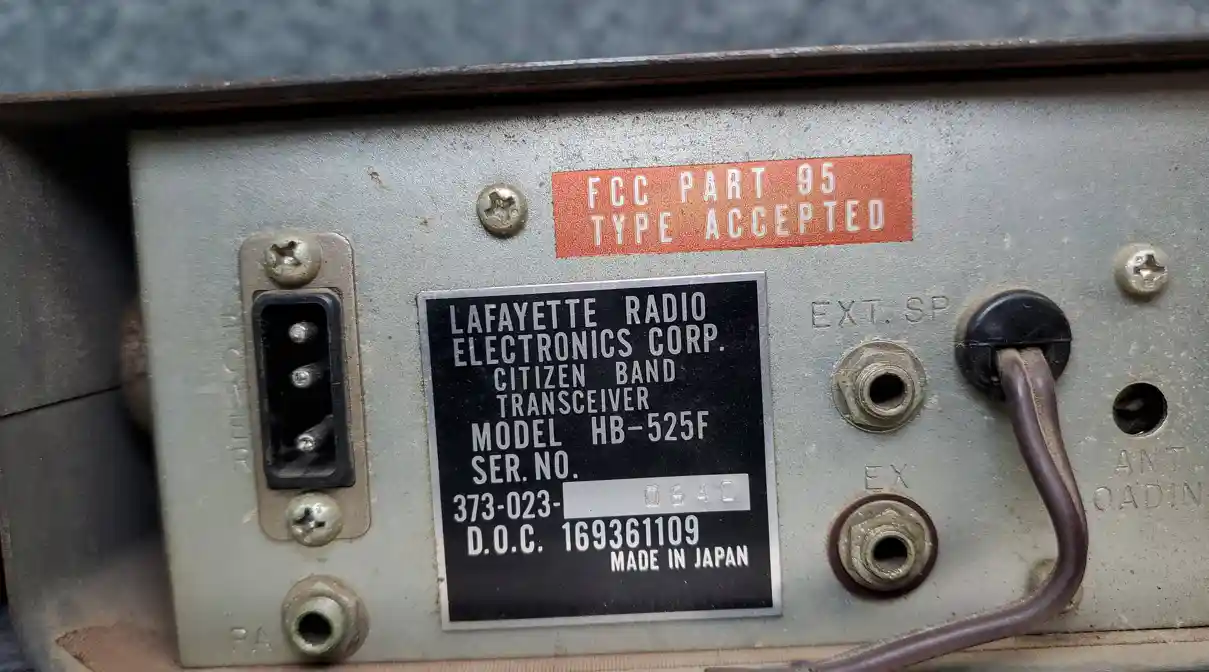 FCC PART 95
TYPE ACCEPTED
LAFAYETTE RADIO
ELECTRONICS CORP.
CITIZEN BAND
TRANSCEIVER
MODEL HB-525F
SER. NO.
373-023-
D.O.C. 169361109
MADE IN JAPAN
EXT. SP
EX
ANT
OADIN
PA